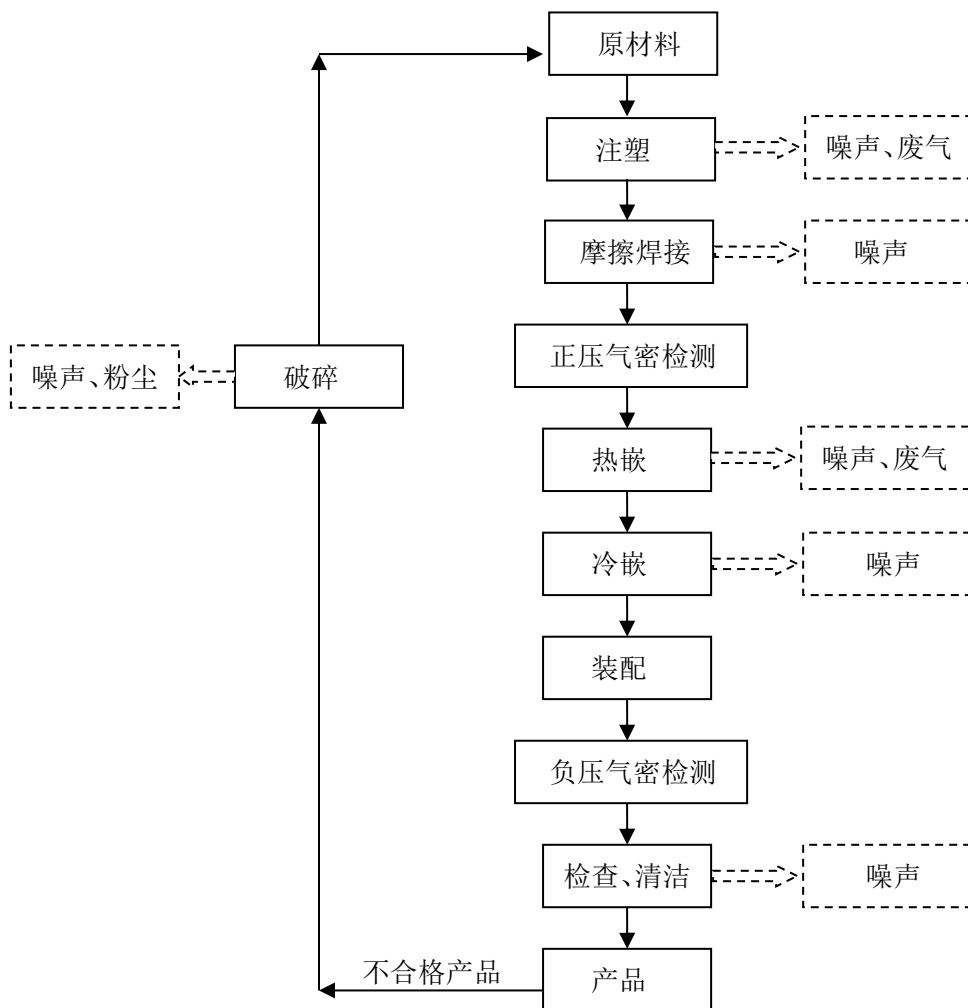 原材料
注塑
噪声、废气
摩擦焊接
噪声
正压气密检测
噪声、粉尘
破碎
热嵌
噪声、废气
冷嵌
噪声
装配
负压气密检测
检查、清洁
噪声
不合格产品
产品